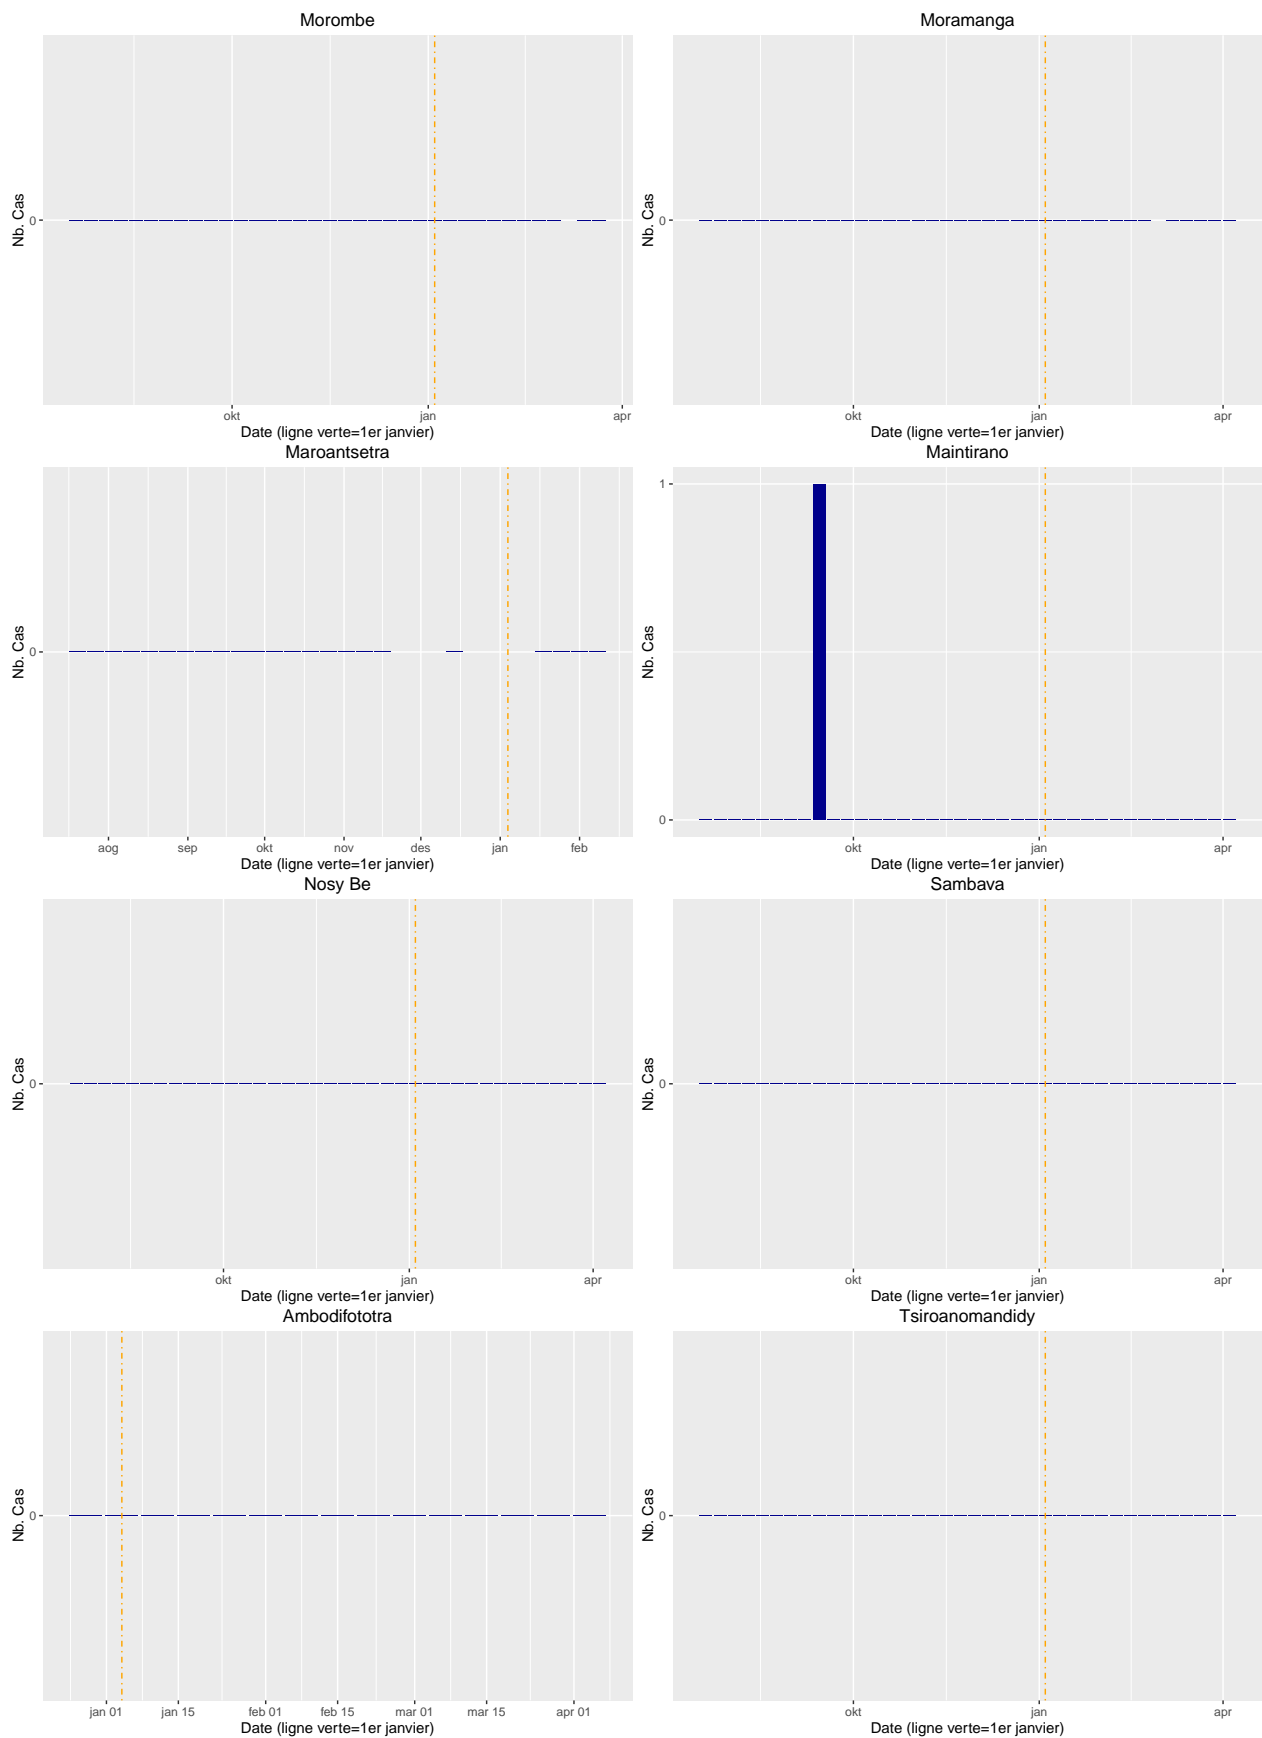 Morombe
Nb. Cas
0
okt jan apr
Date (ligne verte=1er janvier)
Moramanga
Nb. Cas
0
okt jan apr
Date (ligne verte=1er janvier)
Maroantsetra
Nb. Cas
0
aog sep okt nov des jan feb
Date (ligne verte=1er janvier)
Maintirano
Nb. Cas
1
0
okt jan apr
Date (ligne verte=1er janvier)
Nosy Be
Nb. Cas
0
okt jan apr
Date (ligne verte=1er janvier)
Sambava
Nb. Cas
0
okt jan apr
Date (ligne verte=1er janvier)
Ambodifototra
Nb. Cas
0
jan 01 jan 15 feb 01 feb 15 mar 01 mar 15 apr 01
Date (ligne verte=1er janvier)
Tsiroanomandidy
Nb. Cas
0
okt jan apr
Date (ligne verte=1er janvier)